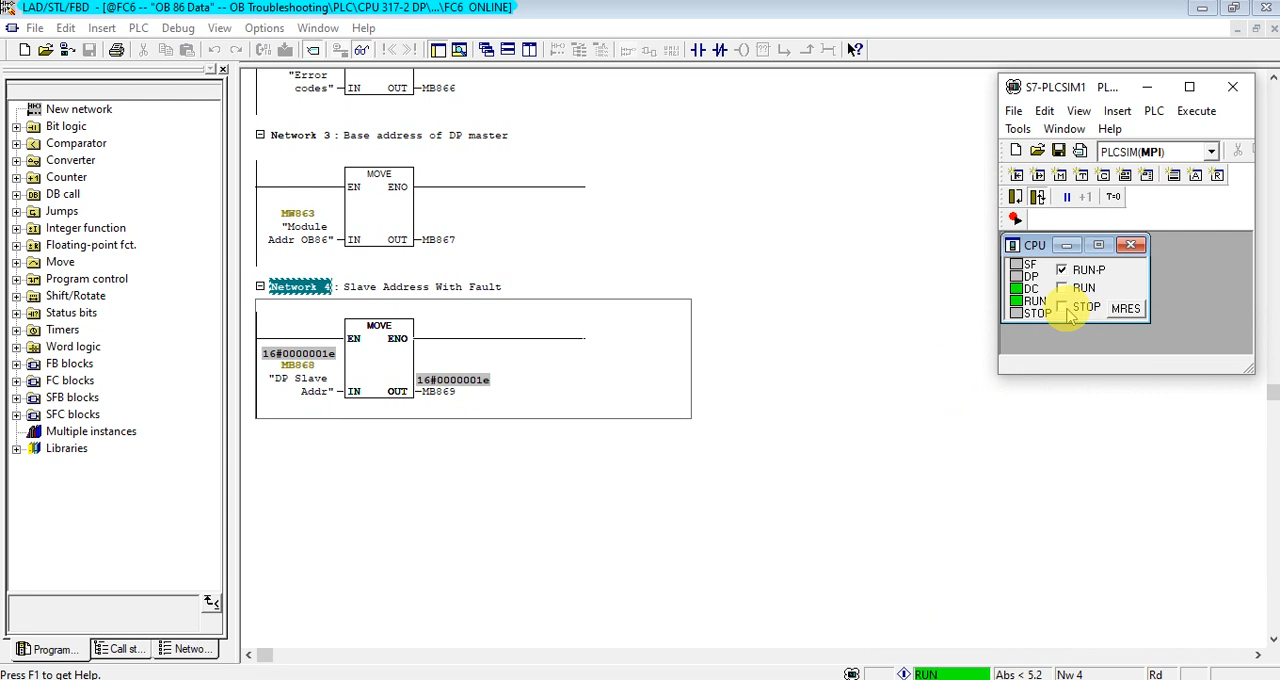 LAD/STL/FBD - [@FC6 -- "OB 86 Data" -- OB Troubleshooting\PLC\CPU 317-2 DP\...\FC6 ONLINE]
File Edit Insert PLC Debug View Options Window Help
New network
Bit logic
Comparator
Converter
Counter
DB call
Jumps
Integer function
Floating-point fct.
Move
Program control
Shift/Rotate
Status bits
Timers
Word logic
FB blocks
FC blocks
SFB blocks
SFC blocks
Multiple instances
Libraries
Program... Call st... Netwo...
Press F1 to get Help.
"Error
codes" IN OUT MB866
Network 3 : Base address of DP master
MOVE
EN ENO
MW863
"Module
Addr OB86" IN OUT MB867
Network 4 : Slave Address With Fault
MOVE
EN ENO
16#0000001e
MB868
"DP Slave 16#0000001e
Addr" IN OUT MB869
S7-PLCSIM1 PL...
File Edit View Insert PLC Execute
Tools Window Help
PLCSIM(MPI)
+1 T=0
CPU
SF
DP RUN-P
DC RUN
RUN STOP MRES
STOP
RUN Abs < 5.2 Nw 4 Rd